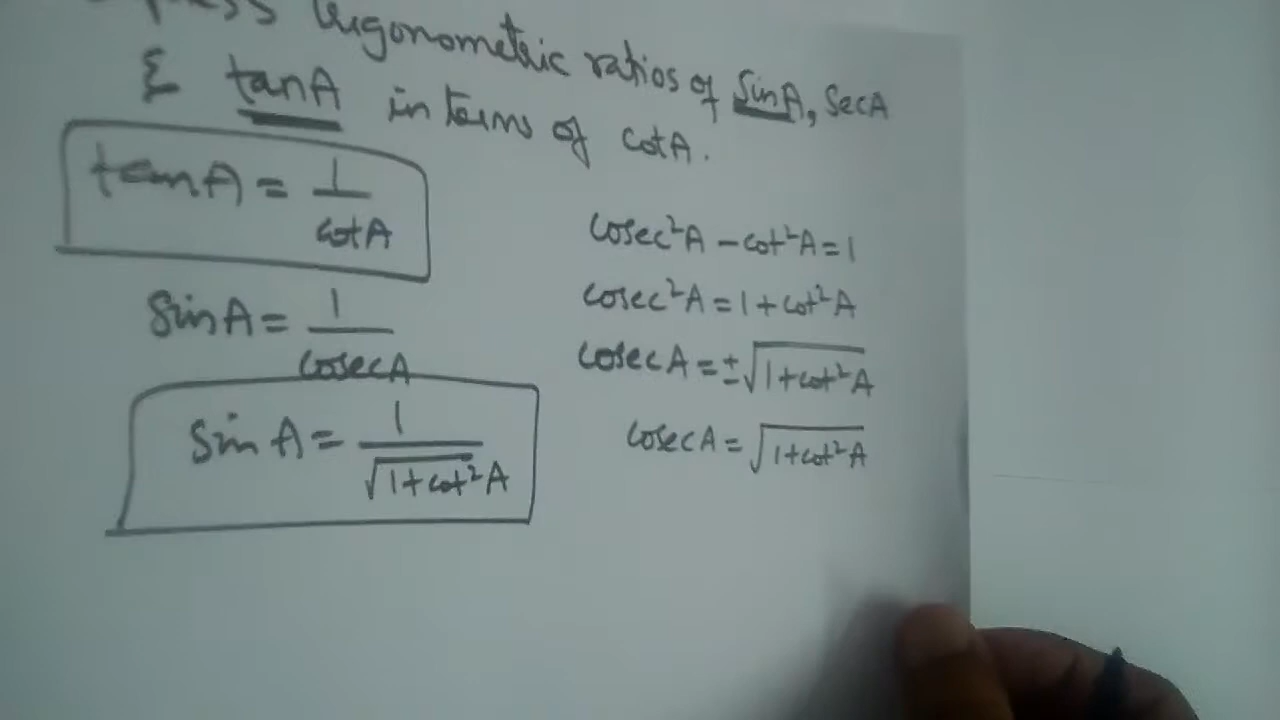 trigonometric ratios of SinA, SecA
& tanA in terms of cotA.
tanA = 1/cotA
SinA = 1/cosecA
Sin A = 1/√(1+cot²A)
cosec²A - cot²A = 1
cosec²A = 1 + cot²A
cosecA = ±√(1+cot²A)
cosecA = √(1+cot²A)